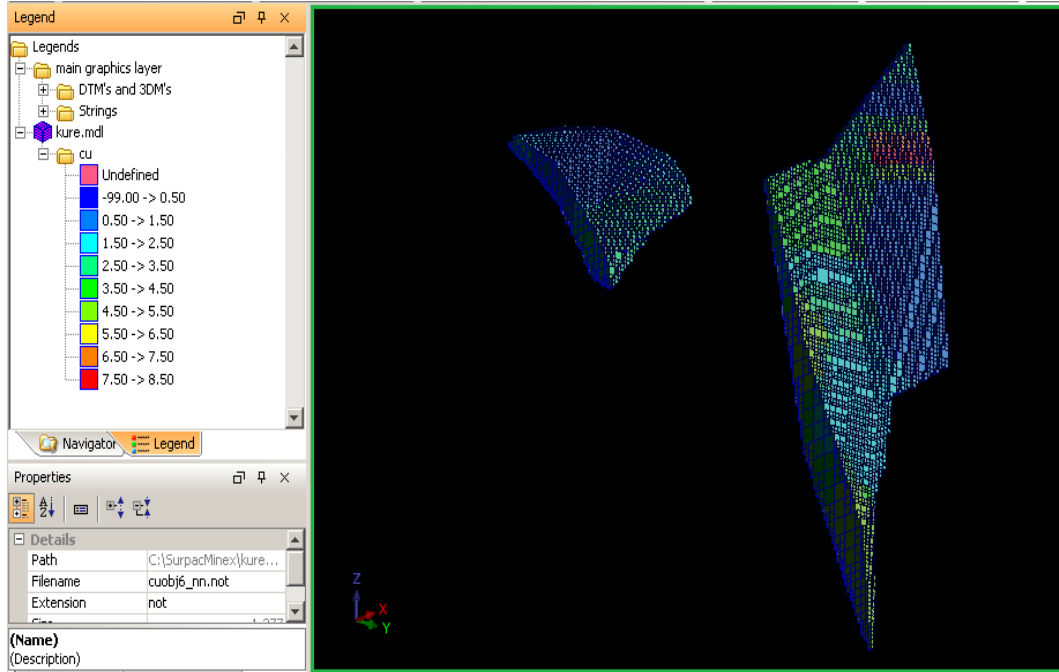 Legend
Legends
main graphics layer
DTM's and 3DM's
Strings
kure.mdl
cu
Undefined
-99.00 -> 0.50
0.50 -> 1.50
1.50 -> 2.50
2.50 -> 3.50
3.50 -> 4.50
4.50 -> 5.50
5.50 -> 6.50
6.50 -> 7.50
7.50 -> 8.50
Navigator Legend
Properties
Details
Path C:\SurpacMinex\kure...
Filename cuobj6_nn.not
Extension not
(Name)
(Description)
Z
X
Y